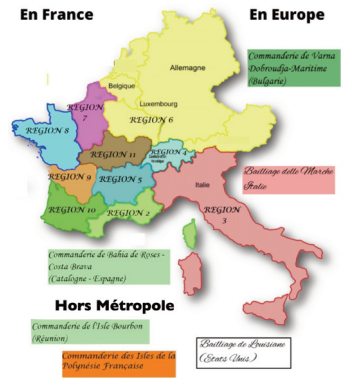 En France
En Europe
Commanderie de Varna
Dobroudja-Maritime
(Bulgarie)
Allemagne
Belgique
Luxembourg
REGION
7
REGION 6
REGION 8
REGION 11
REGION 4
Bailliage delle Marche
Italie
REGION 9
REGION 5
Italie
REGION 10
REGION 2
REGION
3
Commanderie de Bahia de Roses -
Costa Brava
(Catalogne - Espagne)
Hors Métropole
Commanderie de l'Isle Bourbon
(Réunion)
Commanderie des Isles de la
Polynésie Française
Bailliage de Louisiane
(Etats Unis)